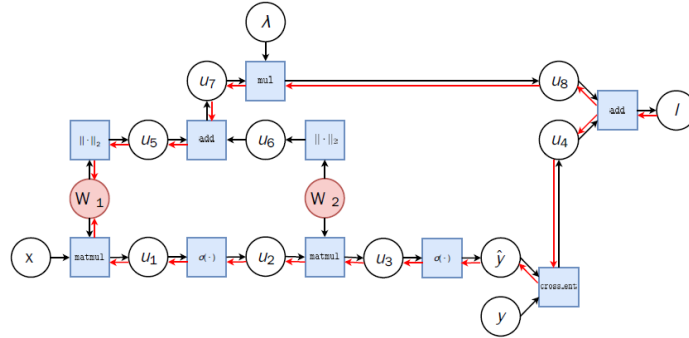 λ
u7 mul u8
add l
|| · ||2 u5 add u6 || · ||2 u4
W 1 W 2
x matmul u1 σ(·) u2 matmul u3 σ(·) ŷ
cross_ent
y